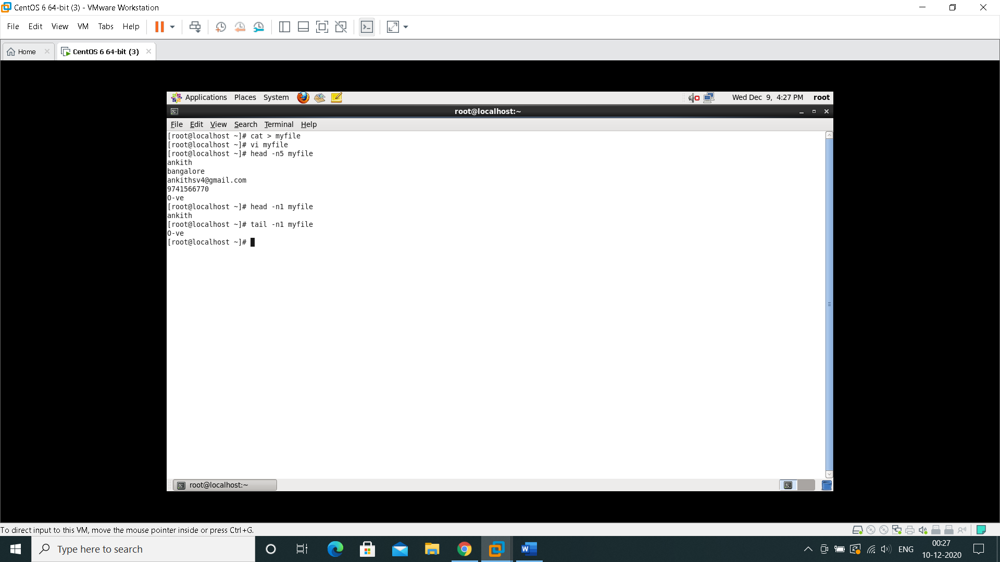 CentOS 6 64-bit (3) - VMware Workstation
File Edit View VM Tabs Help
Home CentOS 6 64-bit (3)
Applications Places System Wed Dec 9, 4:27 PM root
root@localhost:~
File Edit View Search Terminal Help
[root@localhost ~]# cat > myfile
[root@localhost ~]# vi myfile
[root@localhost ~]# head -n5 myfile
ankith
bangalore
ankithsv4@gmail.com
9741566770
O-ve
[root@localhost ~]# head -n1 myfile
ankith
[root@localhost ~]# tail -n1 myfile
O-ve
[root@localhost ~]#
root@localhost:~
To direct input to this VM, move the mouse pointer inside or press Ctrl+G.
Type here to search ENG 00:27
10-12-2020